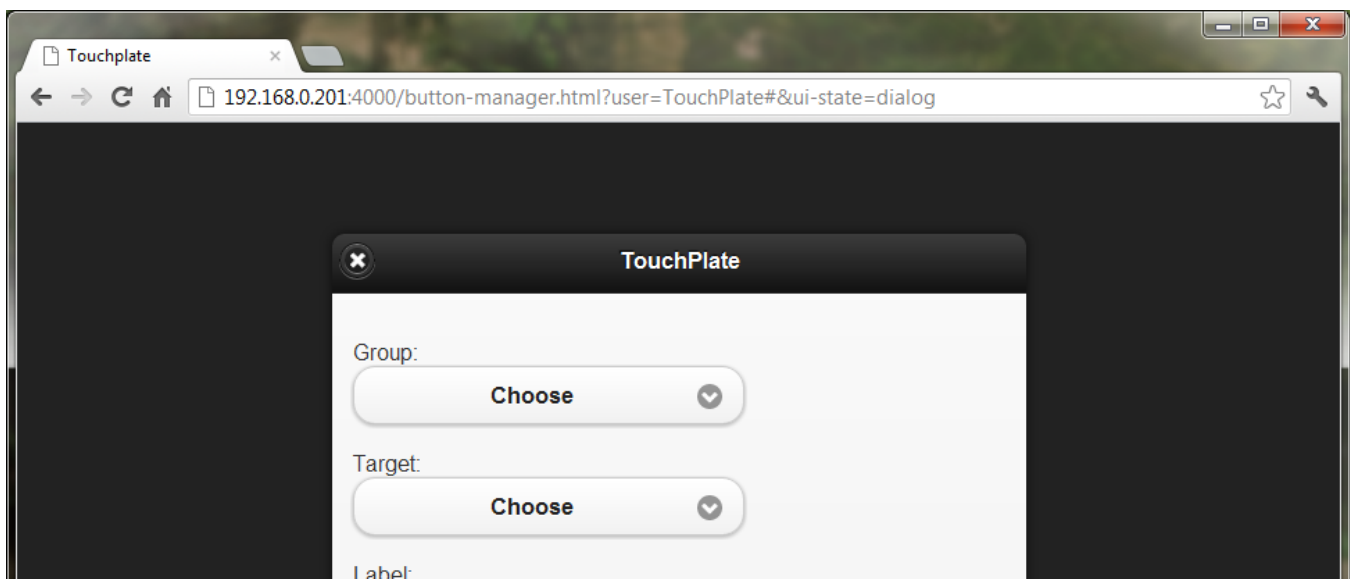 Touchplate
192.168.0.201:4000/button-manager.html?user=TouchPlate#&ui-state=dialog
TouchPlate
Group:
Choose
Target:
Choose
Label: